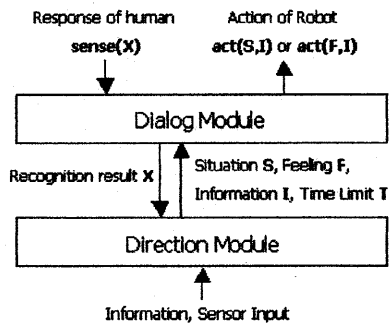 Response of human
sense(X)
Action of Robot
act(S,I) or act(F,I)
Dialog Module
Recognition result X
Situation S, Feeling F,
Information I, Time Limit T
Direction Module
Information, Sensor Input